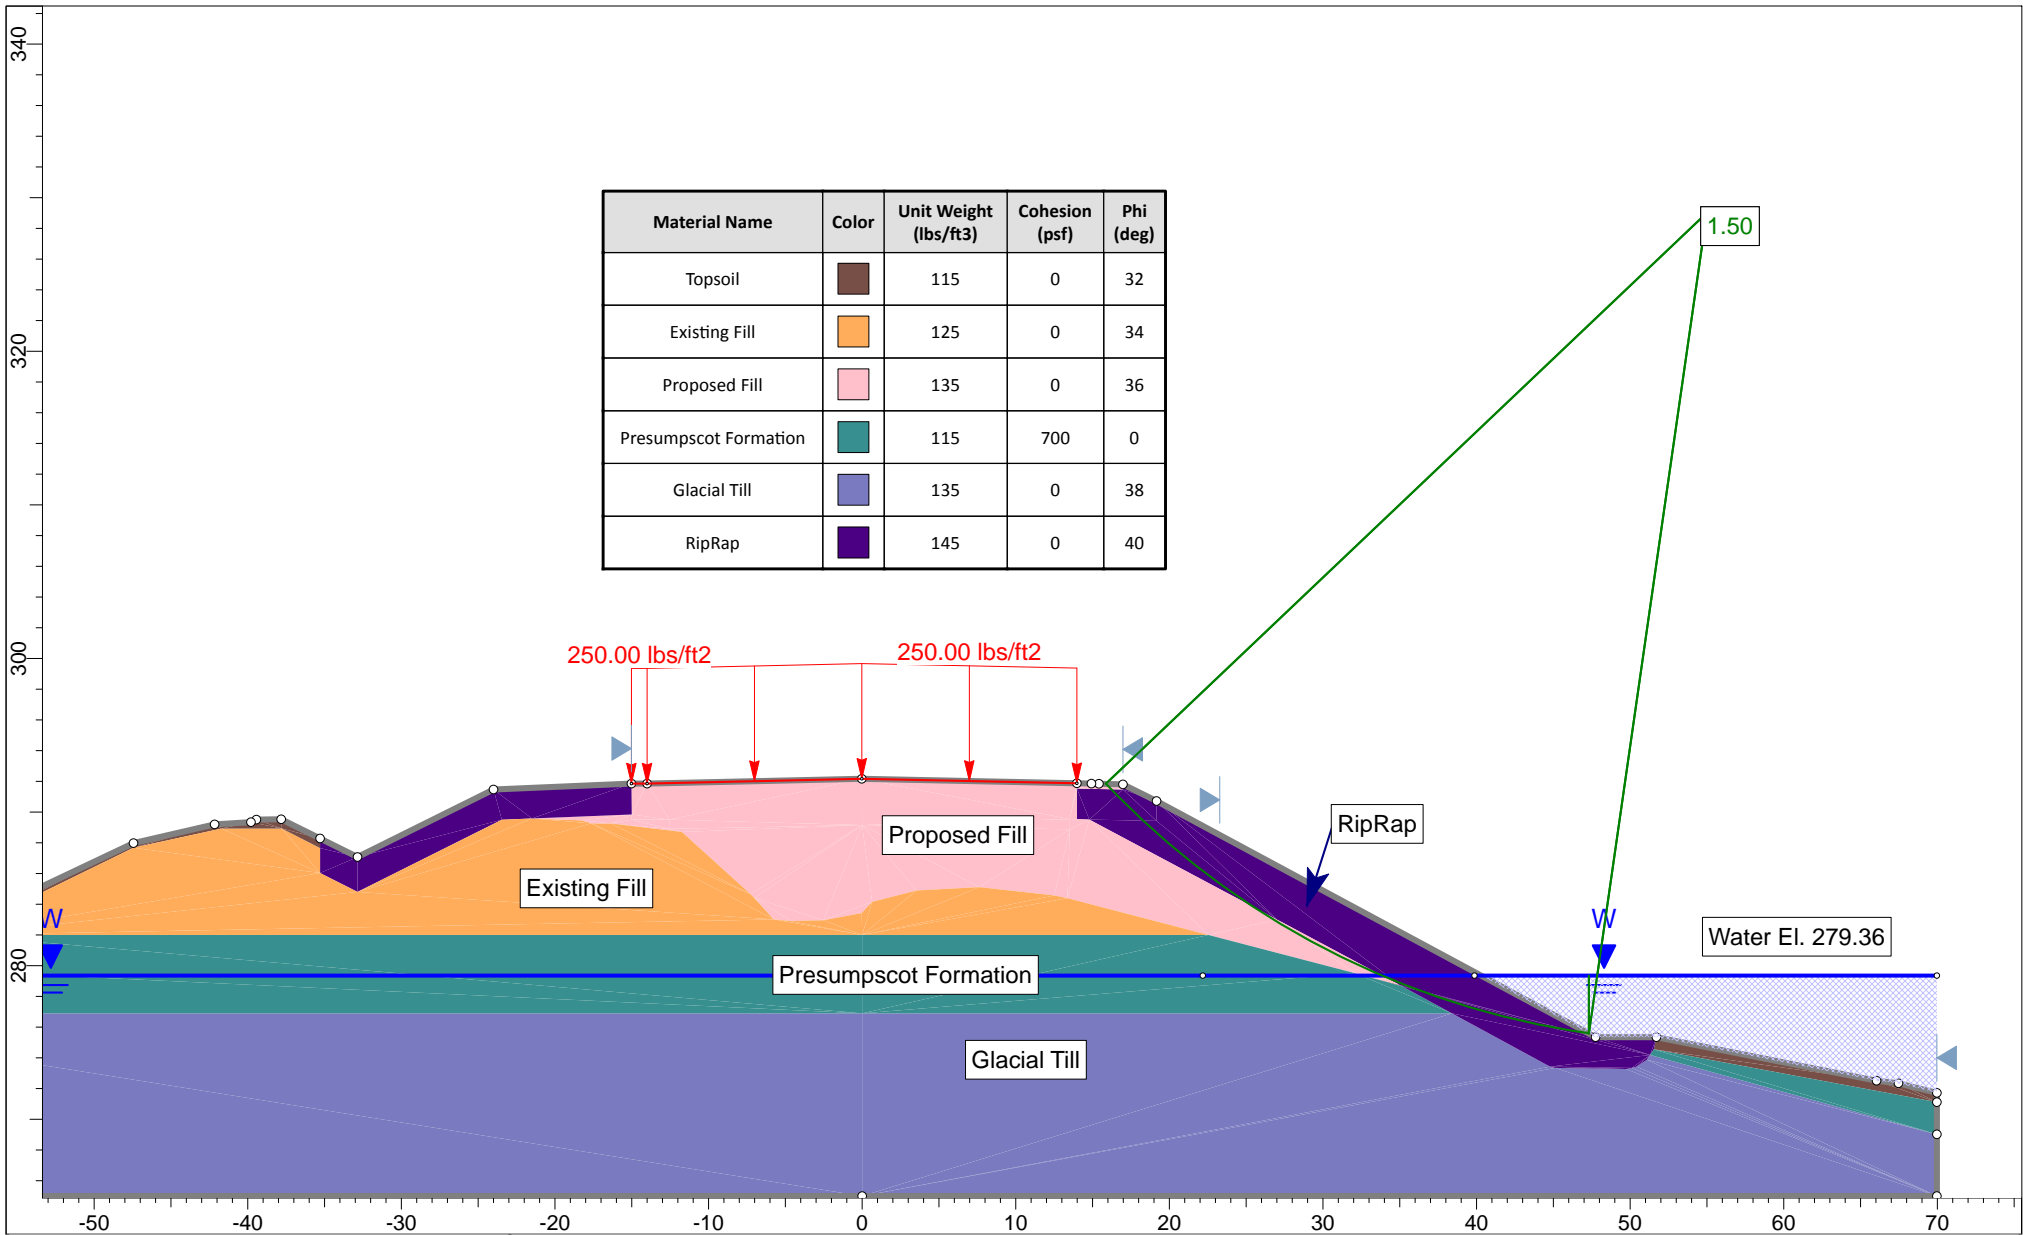 340
320
300
280
Material Name Color Unit Weight (lbs/ft3) Cohesion (psf) Phi (deg)
Topsoil 115 0 32
Existing Fill 125 0 34
Proposed Fill 135 0 36
Presumpscot Formation 115 700 0
Glacial Till 135 0 38
RipRap 145 0 40
1.50
250.00 lbs/ft2 250.00 lbs/ft2
RipRap
Proposed Fill
Existing Fill
W
W
Water El. 279.36
Presumpscot Formation
Glacial Till
-50 -40 -30 -20 -10 0 10 20 30 40 50 60 70